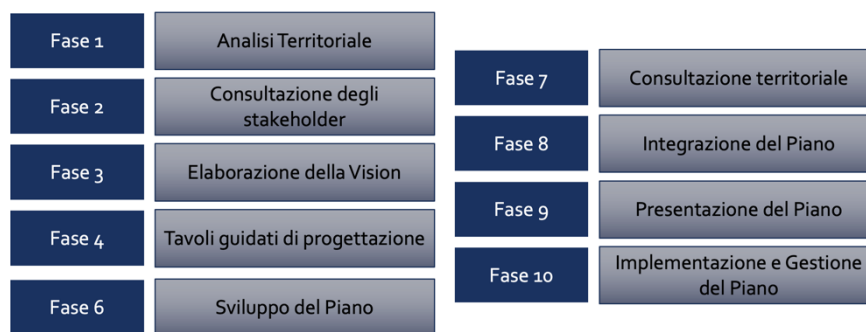 Fase 1
Analisi Territoriale
Fase 2
Consultazione degli
stakeholder
Fase 3
Elaborazione della Vision
Fase 4
Tavoli guidati di progettazione
Fase 6
Sviluppo del Piano
Fase 7
Consultazione territoriale
Fase 8
Integrazione del Piano
Fase 9
Presentazione del Piano
Fase 10
Implementazione e Gestione
del Piano